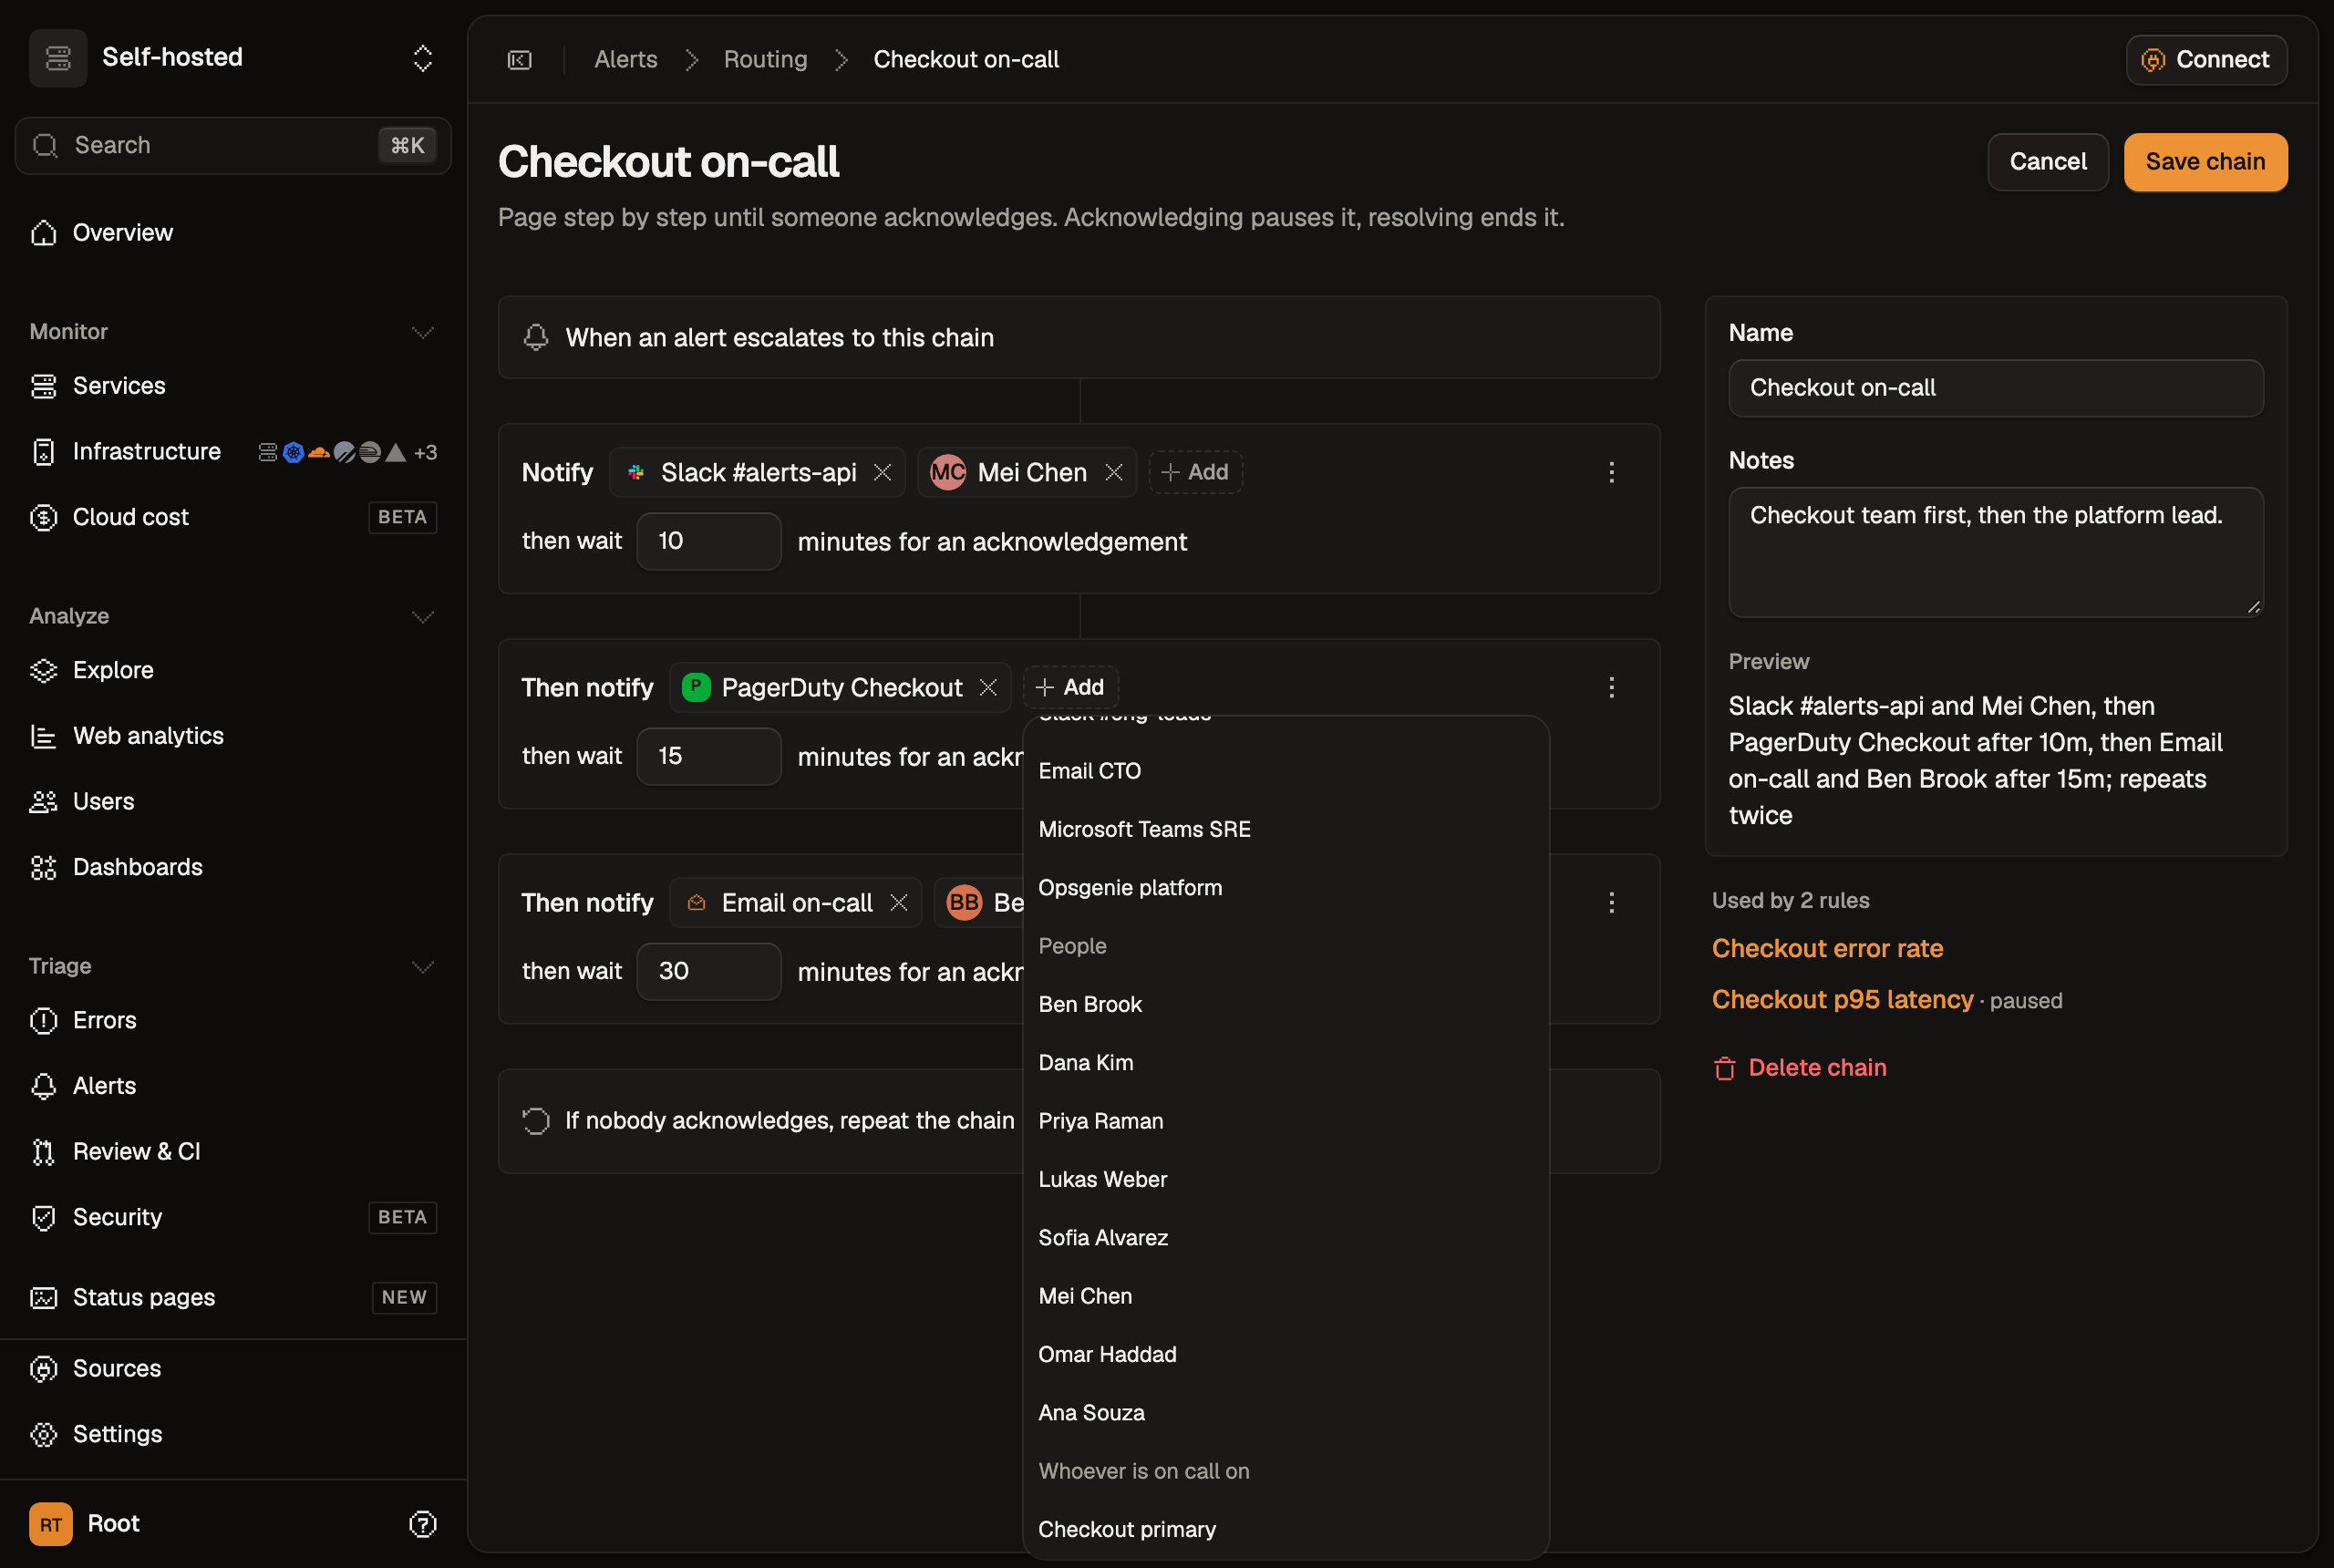 Self-hosted
Search
⌘K
Overview
Monitor
Services
Infrastructure
+3
Cloud cost
BETA
Analyze
Explore
Web analytics
Users
Dashboards
Triage
Errors
Alerts
Review & CI
Security
BETA
Status pages
NEW
Sources
Settings
RT
Root
Alerts
Routing
Checkout on-call
Connect
Checkout on-call
Page step by step until someone acknowledges. Acknowledging pauses it, resolving ends it.
Cancel
Save chain
When an alert escalates to this chain
Notify
Slack #alerts-api
MC
Mei Chen
Add
then wait
10
minutes for an acknowledgement
Then notify
P
PagerDuty Checkout
Add
then wait
15
minutes for an ackn
Then notify
Email on-call
BB
Be
then wait
30
minutes for an ackn
If nobody acknowledges, repeat the chain
Slack #eng-leads
Email CTO
Microsoft Teams SRE
Opsgenie platform
People
Ben Brook
Dana Kim
Priya Raman
Lukas Weber
Sofia Alvarez
Mei Chen
Omar Haddad
Ana Souza
Whoever is on call on
Checkout primary
Name
Checkout on-call
Notes
Checkout team first, then the platform lead.
Preview
Slack #alerts-api and Mei Chen, then
PagerDuty Checkout after 10m, then Email
on-call and Ben Brook after 15m; repeats
twice
Used by 2 rules
Checkout error rate
Checkout p95 latency · paused
Delete chain